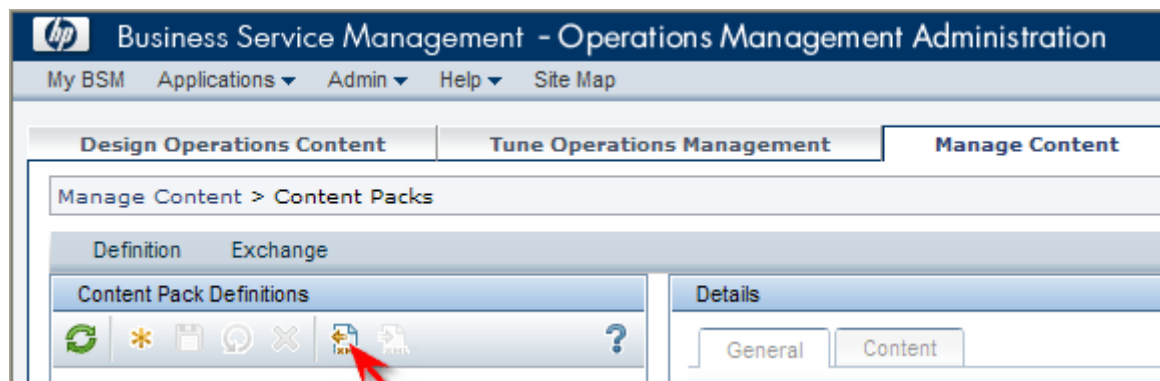 hp Business Service Management - Operations Management Administration
My BSM Applications Admin Help Site Map
Design Operations Content Tune Operations Management Manage Content
Manage Content > Content Packs
Definition Exchange
Content Pack Definitions Details
?
General Content